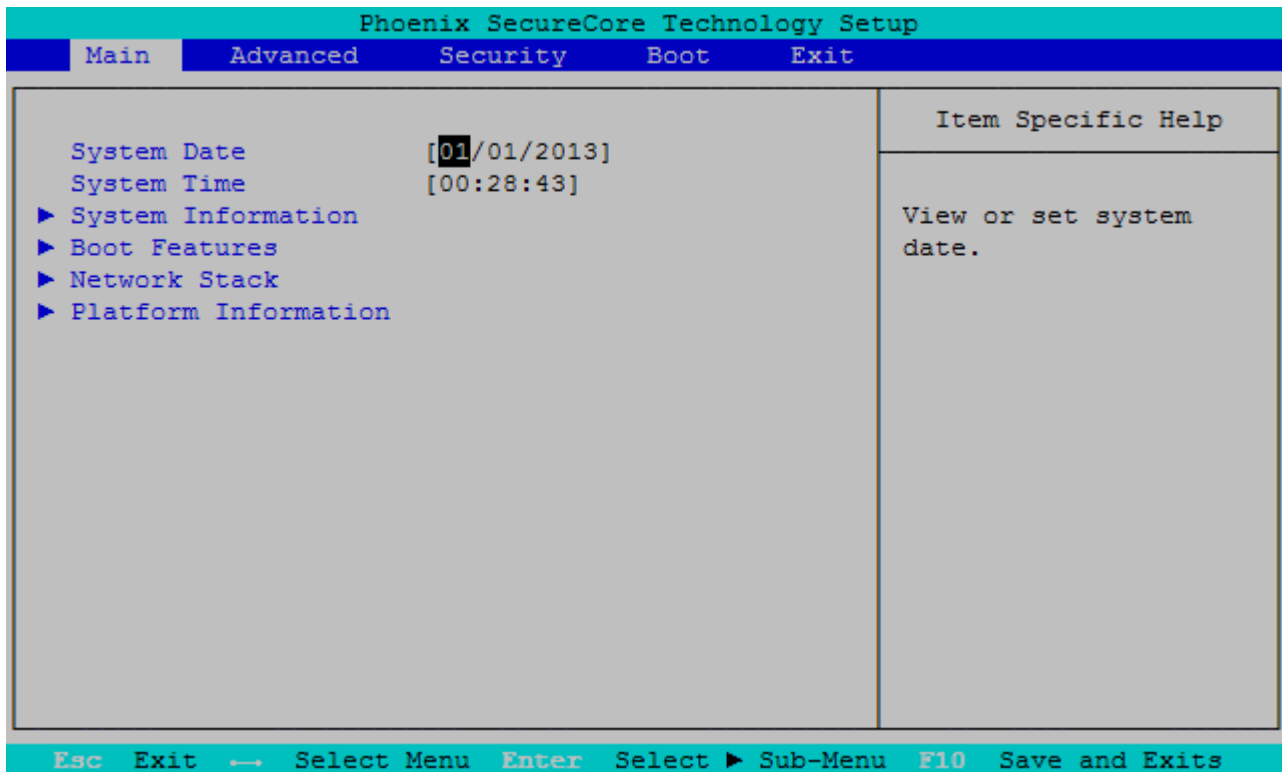 Phoenix SecureCore Technology Setup
Main Advanced Security Boot Exit
Item Specific Help
System Date [01/01/2013]
System Time [00:28:43]
▶ System Information
View or set system
▶ Boot Features
date.
▶ Network Stack
▶ Platform Information
Esc Exit ↔ Select Menu Enter Select ▶ Sub-Menu F10 Save and Exits